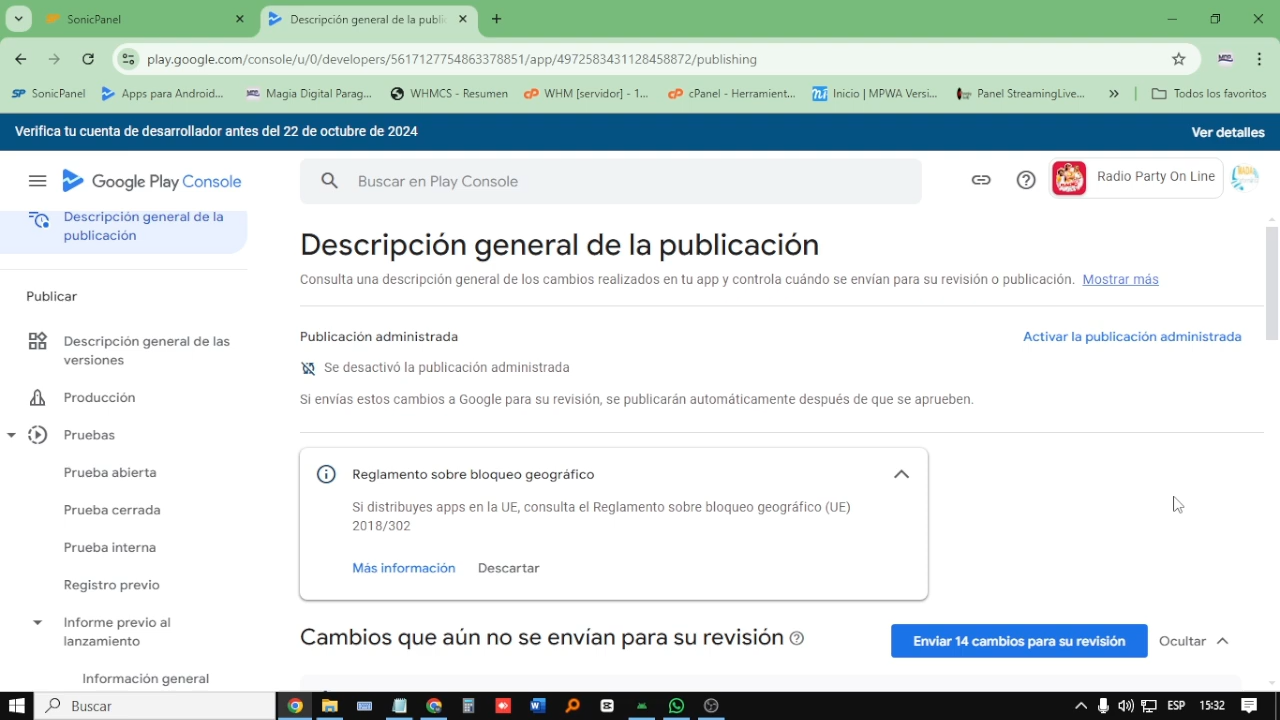 SonicPanel
Descripción general de la publi
play.google.com/console/u/0/developers/5617127754863378851/app/4972583431128458872/publishing
SonicPanel
Apps para Android...
Magia Digital Parag...
WHMCS - Resumen
WHM [servidor] - 1...
cPanel - Herramient...
Inicio | MPWA Versi...
Panel StreamingLive...
Todos los favoritos
Verifica tu cuenta de desarrollador antes del 22 de octubre de 2024
Ver detalles
Google Play Console
Buscar en Play Console
Radio Party On Line
Descripción general de la
publicación
Publicar
Descripción general de las
versiones
Producción
Pruebas
Prueba abierta
Prueba cerrada
Prueba interna
Registro previo
Informe previo al
lanzamiento
Información general
Descripción general de la publicación
Consulta una descripción general de los cambios realizados en tu app y controla cuándo se envían para su revisión o publicación. Mostrar más
Publicación administrada
Activar la publicación administrada
Se desactivó la publicación administrada
Si envías estos cambios a Google para su revisión, se publicarán automáticamente después de que se aprueben.
Reglamento sobre bloqueo geográfico
Si distribuyes apps en la UE, consulta el Reglamento sobre bloqueo geográfico (UE)
2018/302
Más información
Descartar
Cambios que aún no se envían para su revisión
Enviar 14 cambios para su revisión
Ocultar
Buscar
ESP
15:32